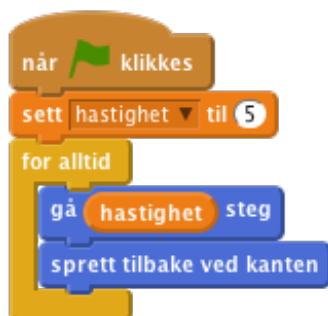 når klikkes
sett hastighet til 5
for alltid
gå hastighet steg
sprett tilbake ved kanten